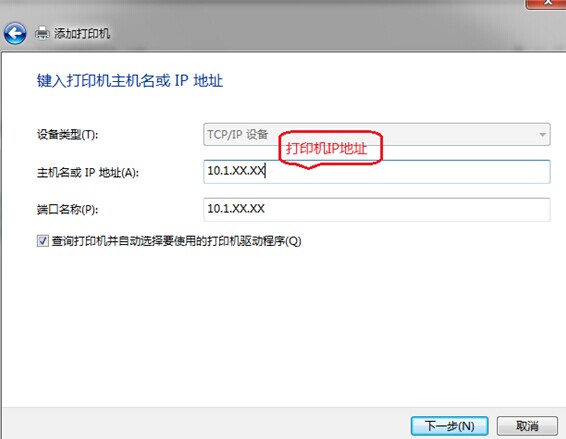 添加打印机
键入打印机主机名或 IP 地址
设备类型(T):
TCP/IP 设备
打印机IP地址
主机名或 IP 地址(A):
10.1.XX.XX
端口名称(P):
10.1.XX.XX
查询打印机并自动选择要使用的打印机驱动程序(Q)
下一步(N)
取消